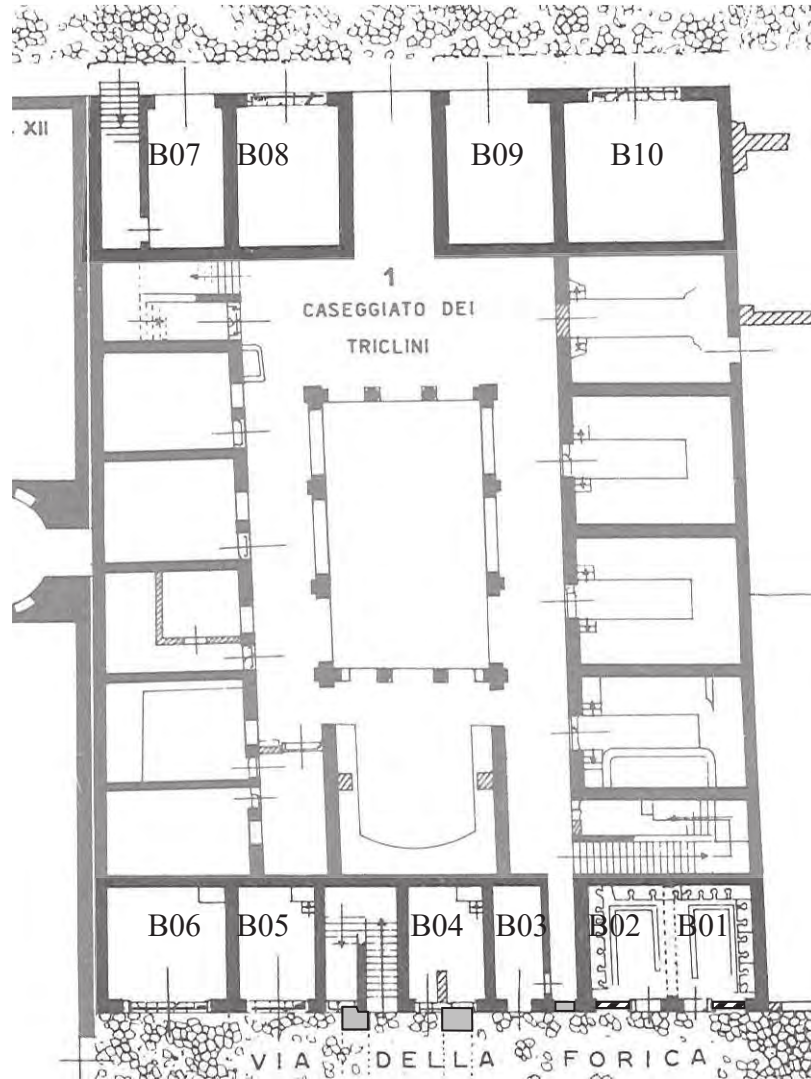 XII
B07 B08 B09 B10
1
CASEGGIATO DEI
TRICLINI
B06 B05 B04 B03 B02 B01
VIA DELLA FORICA